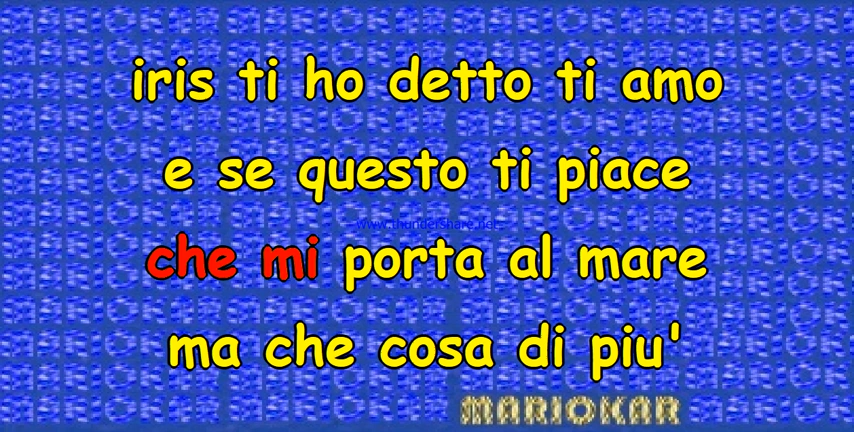 iris ti ho detto ti amo
e se questo ti piace
www.thundershare.net
che mi porta al mare
ma che cosa di piu'
MARIOKAR